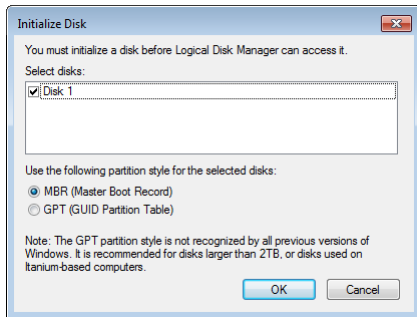 Initialize Disk
You must initialize a disk before Logical Disk Manager can access it.
Select disks:
Disk 1
Use the following partition style for the selected disks:
MBR (Master Boot Record)
GPT (GUID Partition Table)
Note: The GPT partition style is not recognized by all previous versions of
Windows. It is recommended for disks larger than 2TB, or disks used on
Itanium-based computers.
OK Cancel